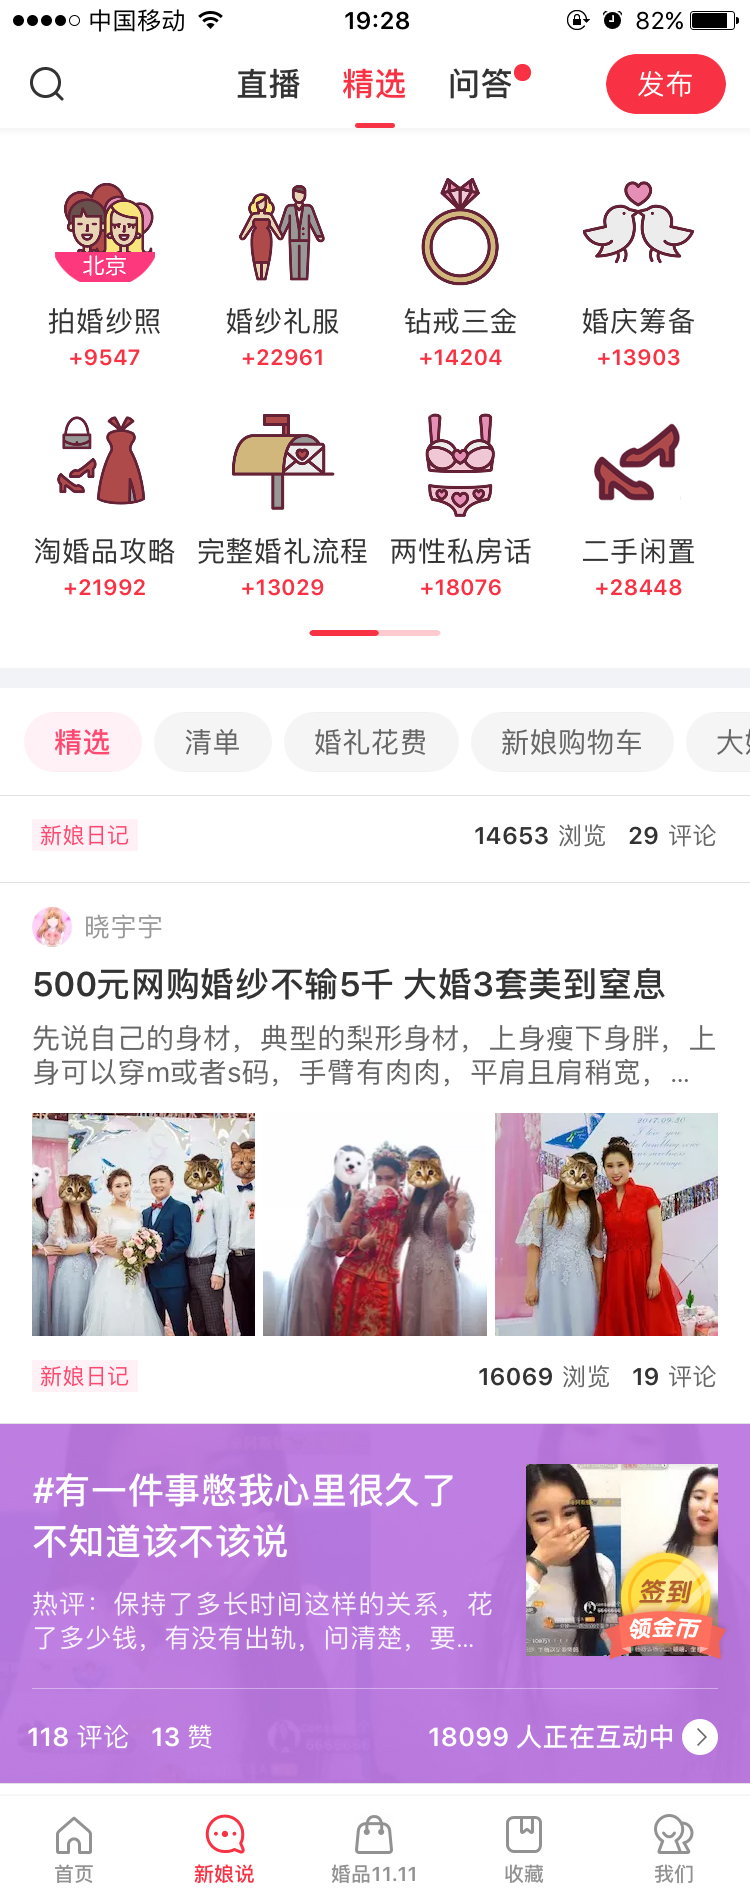 中国移动 19:28 82%
直播 精选 问答 发布
北京
拍婚纱照 婚纱礼服 钻戒三金 婚庆筹备
+9547 +22961 +14204 +13903
淘婚品攻略 完整婚礼流程 两性私房话 二手闲置
+21992 +13029 +18076 +28448
精选 清单 婚礼花费 新娘购物车 大
新娘日记 14653 浏览 29 评论
晓宇宇
500元网购婚纱不输5千 大婚3套美到窒息
先说自己的身材，典型的梨形身材，上身瘦下身胖，上
身可以穿m或者s码，手臂有肉肉，平肩且肩稍宽，...
2017.09.30
I love you
新娘日记 16069 浏览 19 评论
#有一件事憋我心里很久了
不知道该不该说
热评：保持了多长时间这样的关系，花
了多少钱，有没有出轨，问清楚，要...
签到
领金币
118 评论 13 赞 18099 人正在互动中
首页 新娘说 婚品11.11 收藏 我们